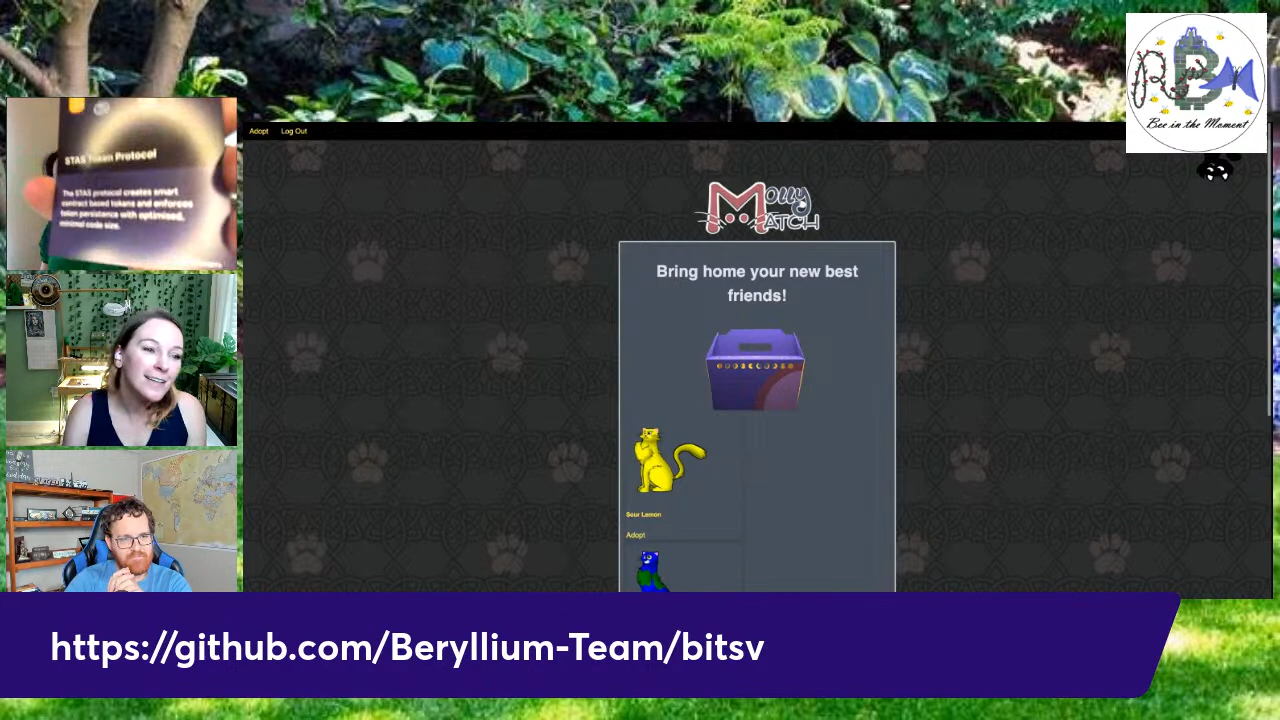 Bee in the Moment
Adopt
Log Out
STAS Token Protocol
The STAS protocol creates smart
contract based tokens and enforces
token persistence with optimised,
minimal code size.
Molly
Match
Bring home your new best
friends!
Sour Lemon
Adopt
https://github.com/Beryllium-Team/bitsv